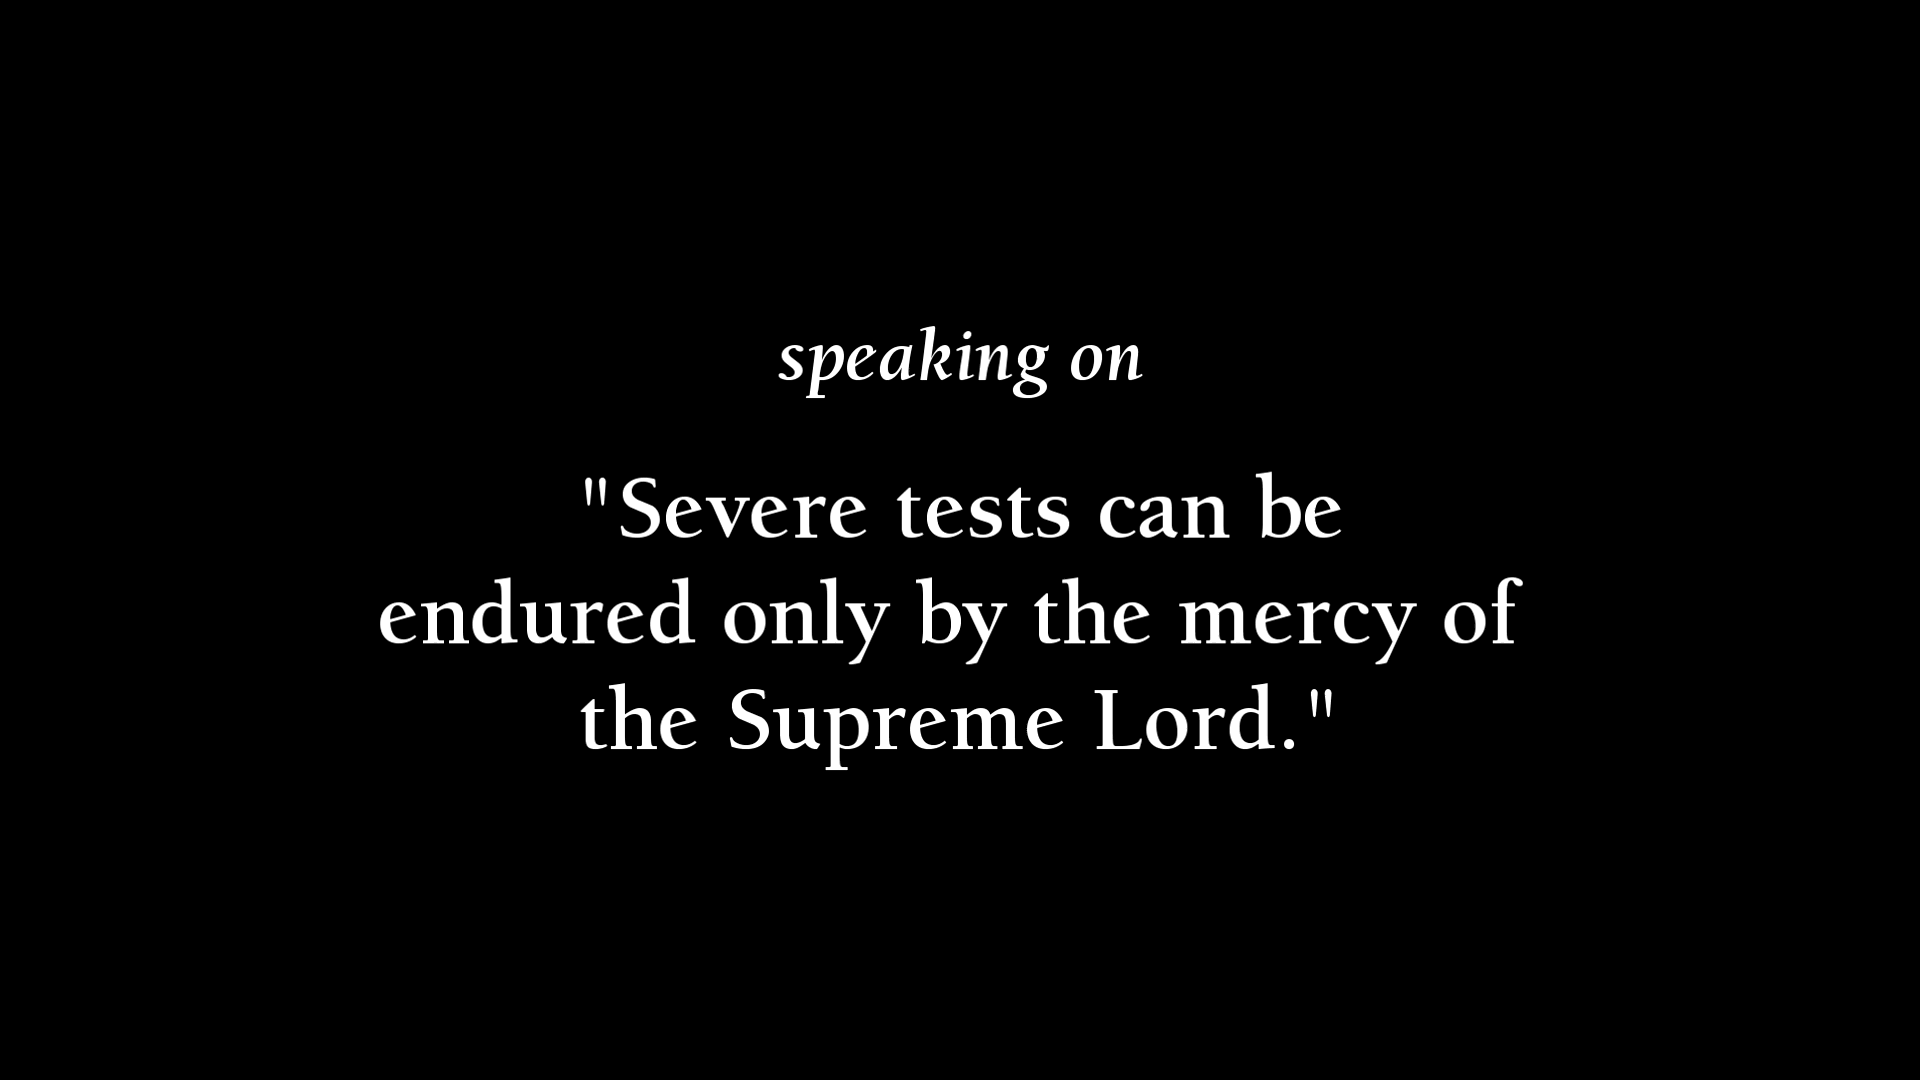 speaking on
"Severe tests can be
endured only by the mercy of
the Supreme Lord."